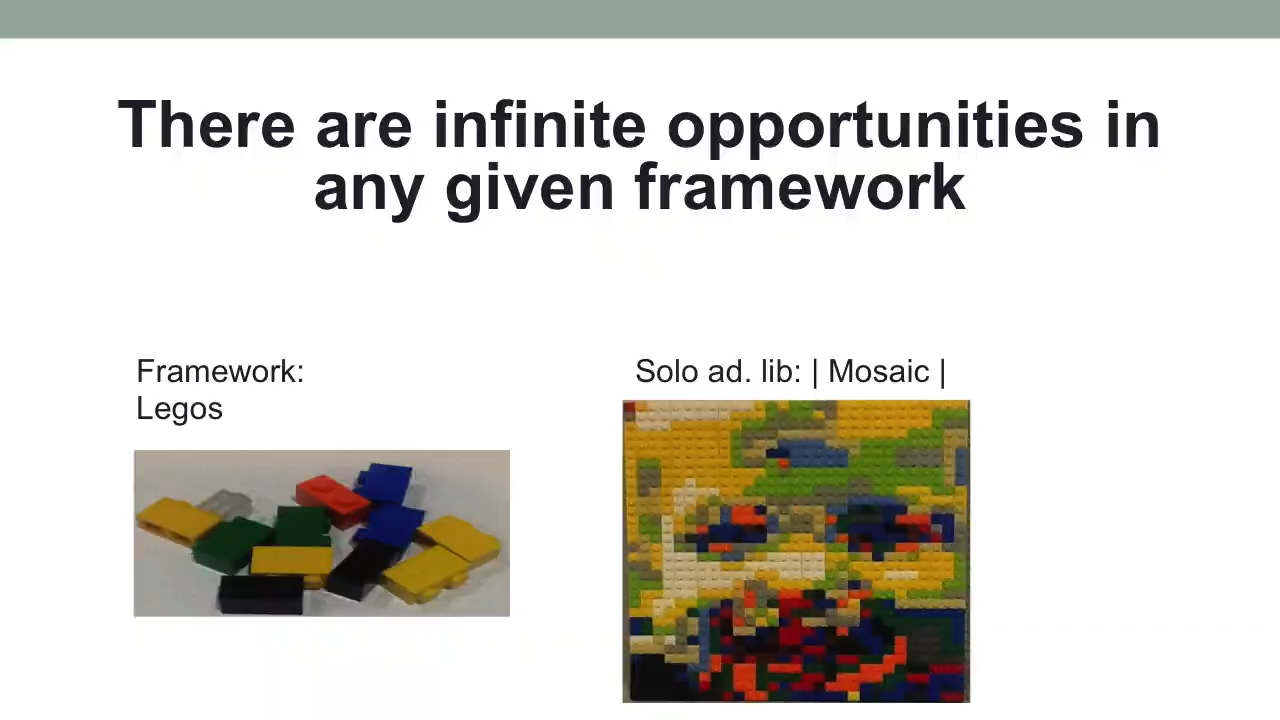 There are infinite opportunities in
any given framework
Framework:
Legos
Solo ad. lib: | Mosaic |